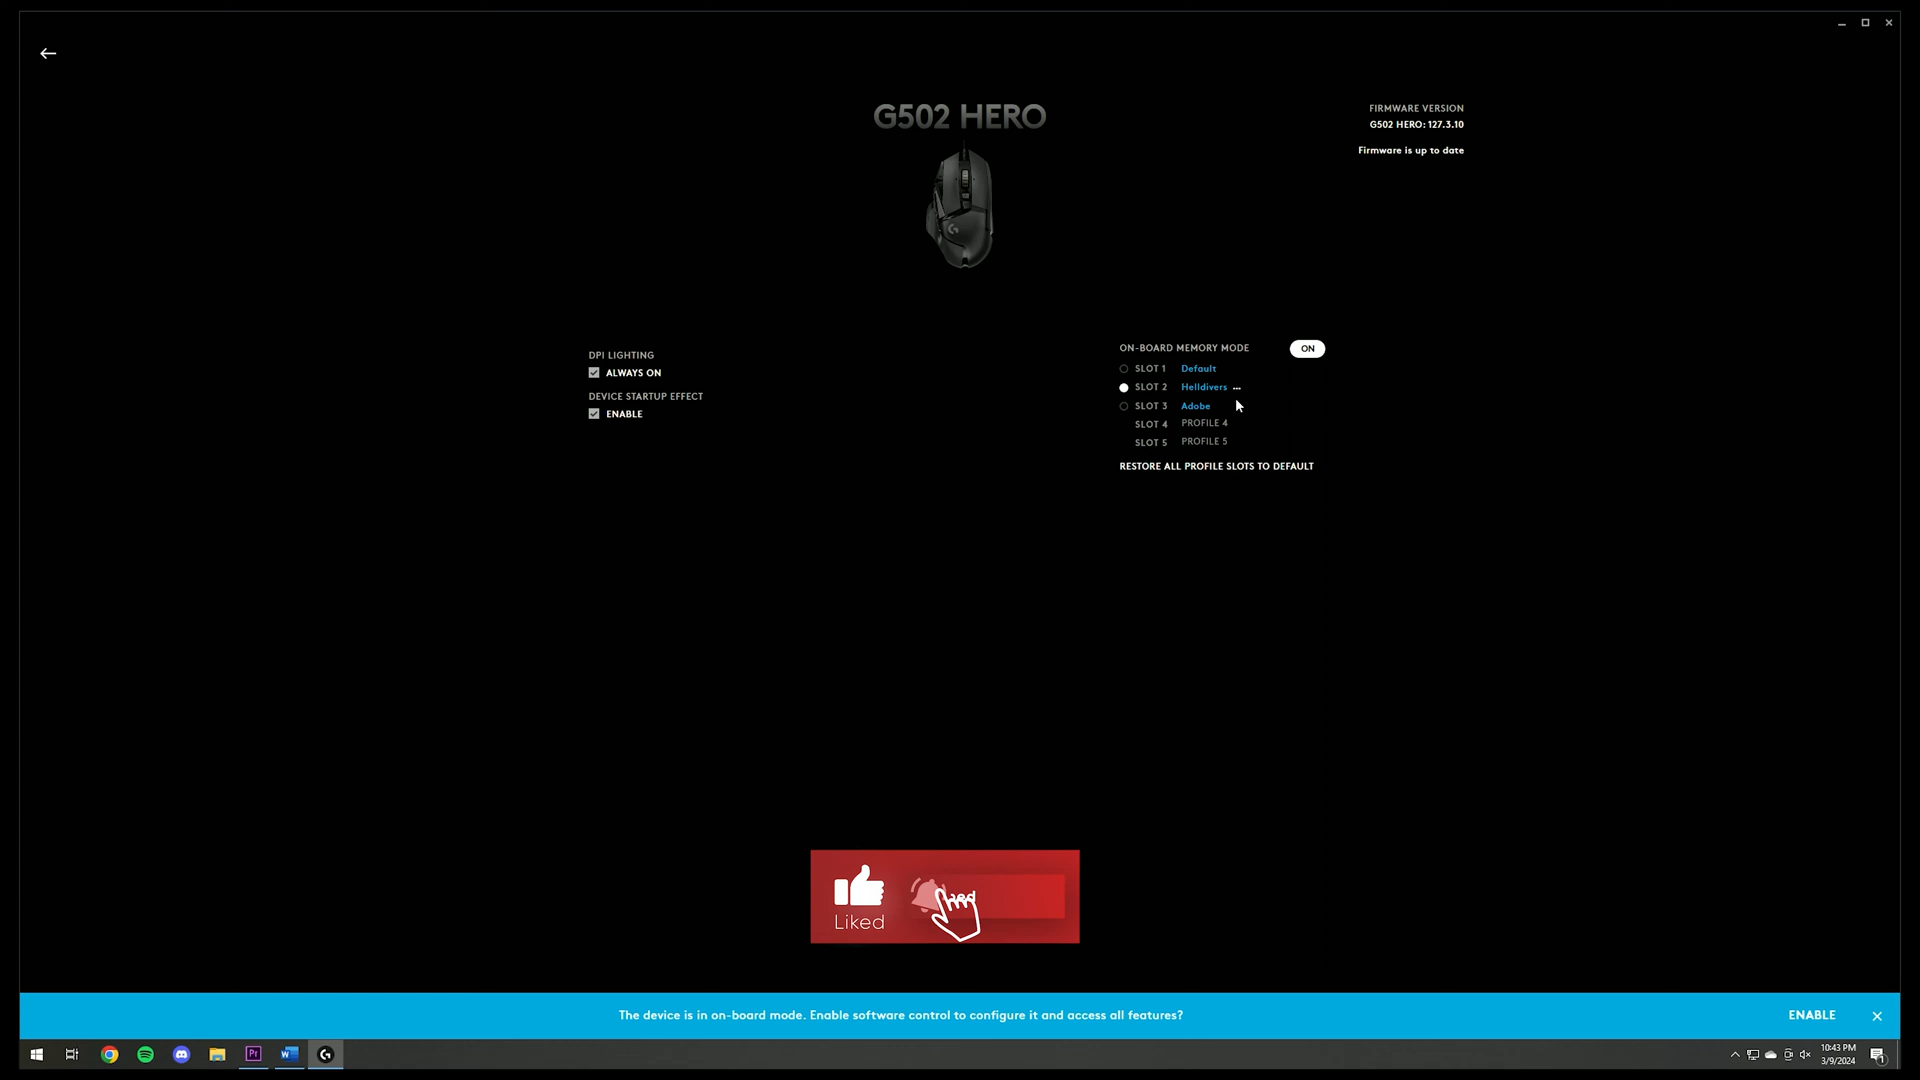 G502 HERO
FIRMWARE VERSION
G502 HERO: 127.3.10
Firmware is up to date
DPI LIGHTING
ALWAYS ON
DEVICE STARTUP EFFECT
ENABLE
ON-BOARD MEMORY MODE ON
SLOT 1 Default
SLOT 2 Helldivers ...
SLOT 3 Adobe
SLOT 4 PROFILE 4
SLOT 5 PROFILE 5
RESTORE ALL PROFILE SLOTS TO DEFAULT
Liked
The device is in on-board mode. Enable software control to configure it and access all features?
ENABLE
Pr
W
10:43 PM
3/9/2024
1